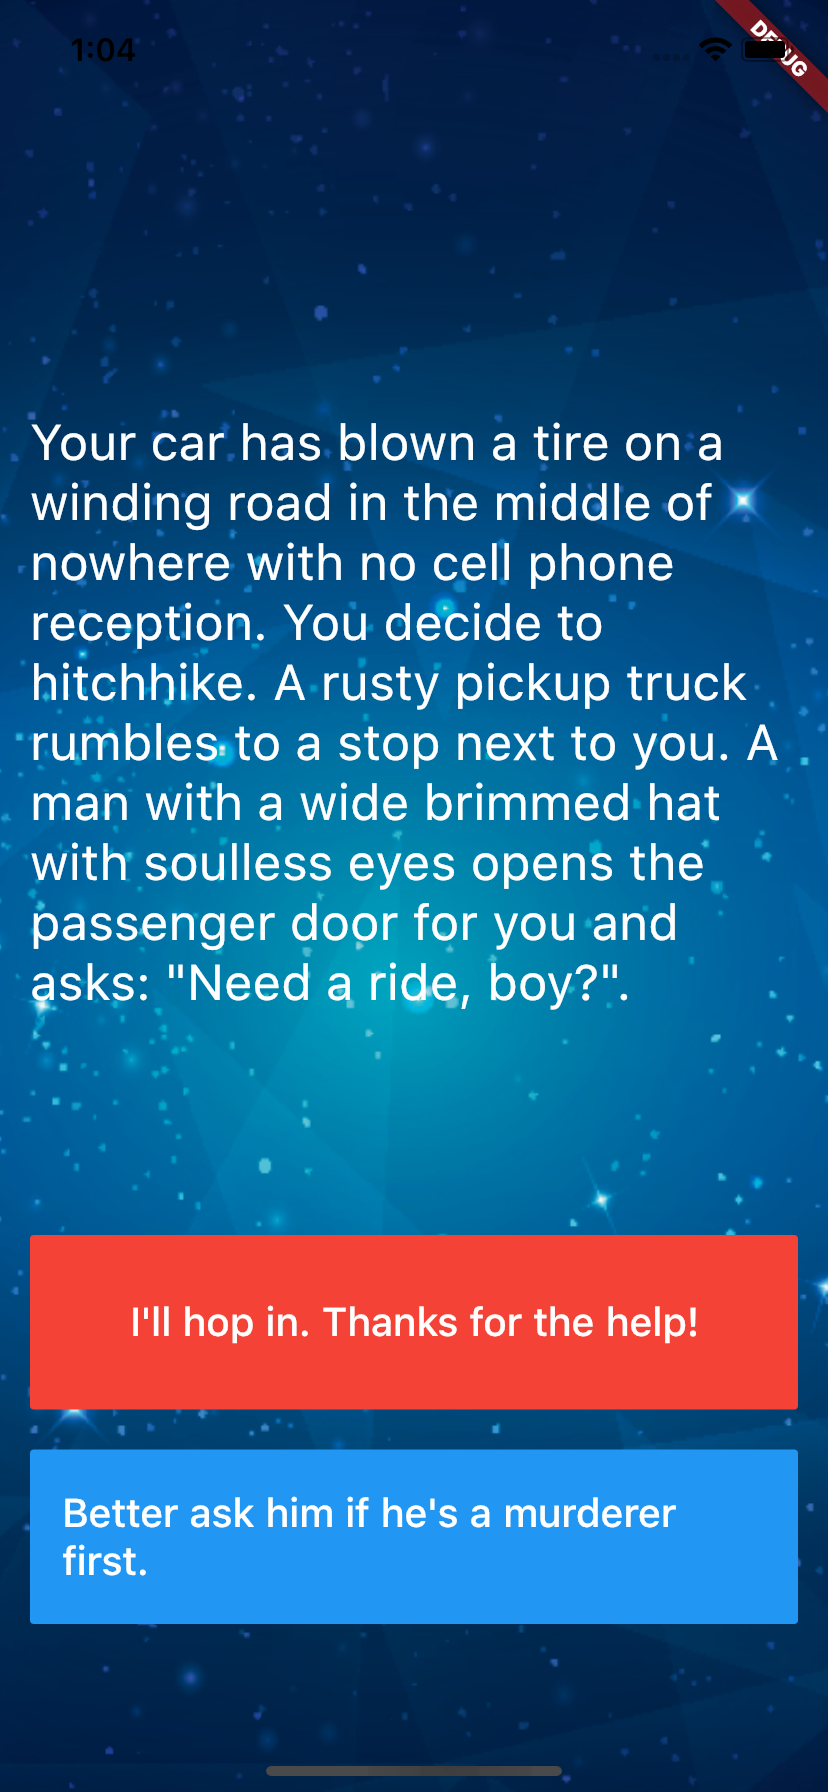 1:04
DEBUG
Your car has blown a tire on a
winding road in the middle of
nowhere with no cell phone
reception. You decide to
hitchhike. A rusty pickup truck
rumbles to a stop next to you. A
man with a wide brimmed hat
with soulless eyes opens the
passenger door for you and
asks: "Need a ride, boy?".
I'll hop in. Thanks for the help!
Better ask him if he's a murderer
first.